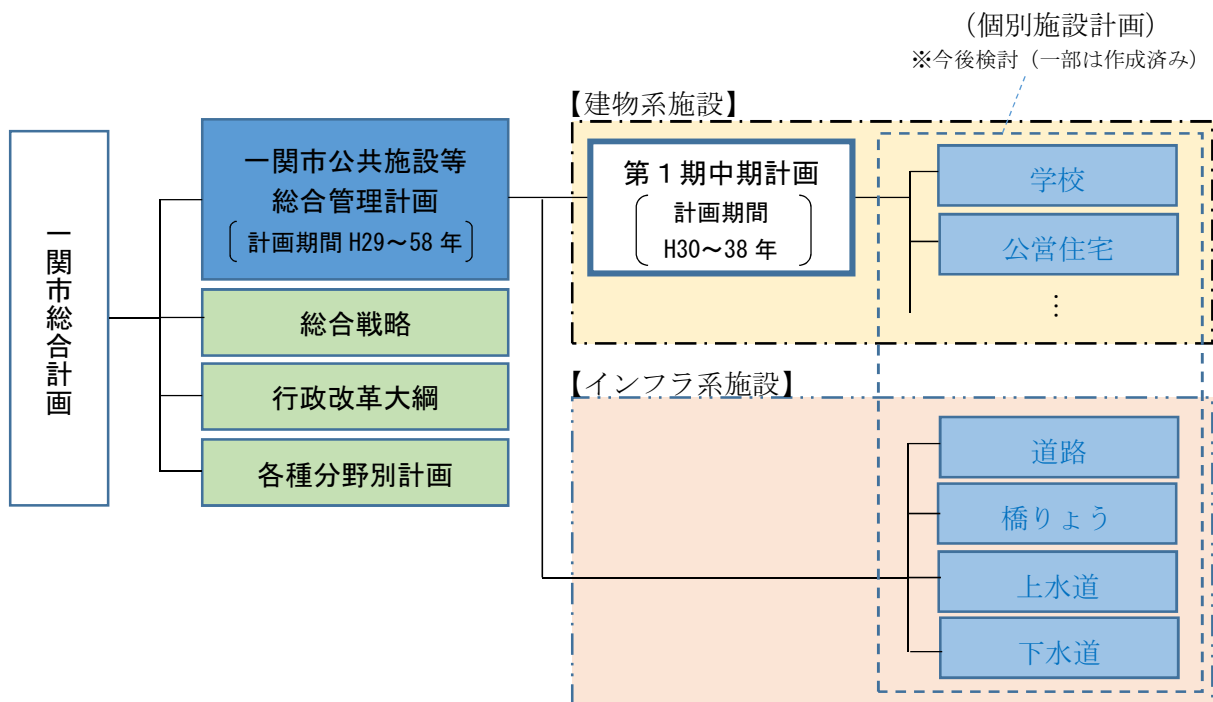 (個別施設計画)
※今後検討（一部は作成済み）
【建物系施設】
一関市総合計画
一関市公共施設等
総合管理計画
計画期間 H29～58 年
総合戦略
行政改革大綱
各種分野別計画
第１期中期計画
計画期間
H30～38 年
学校
公営住宅
⋮
【インフラ系施設】
道路
橋りょう
上水道
下水道